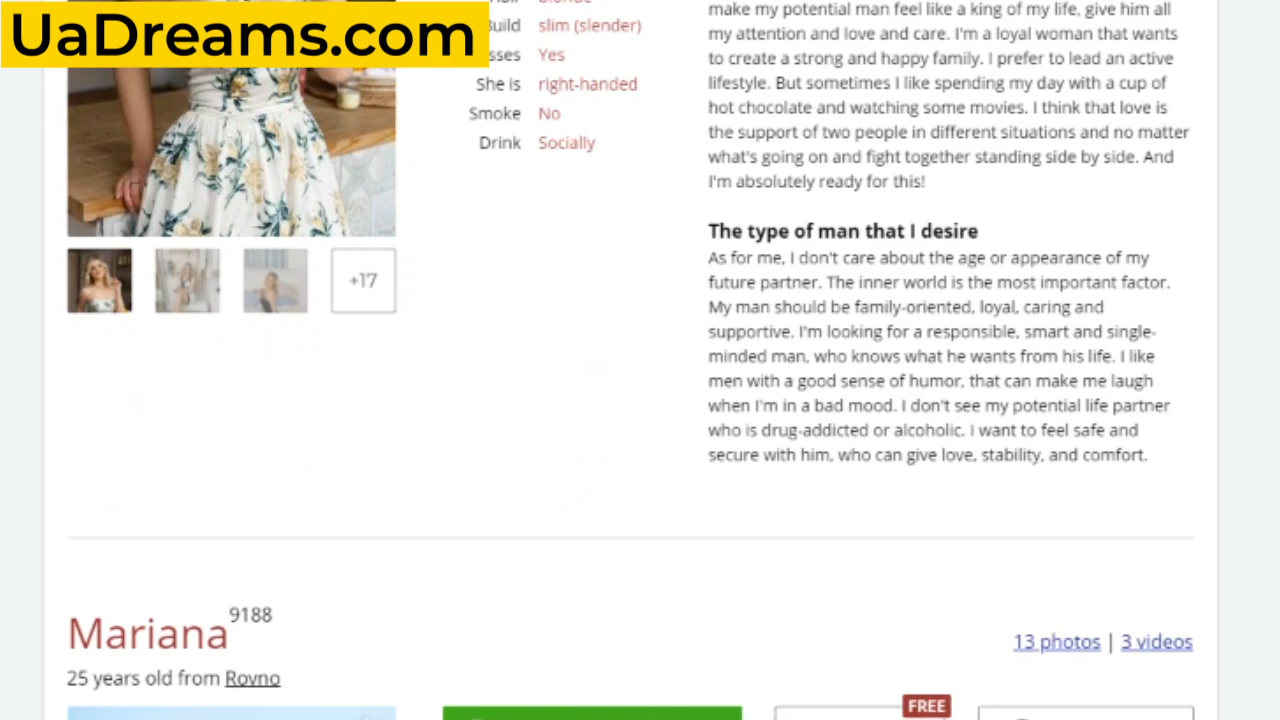 UaDreams.com
Build slim (slender)
Yes
She is right-handed
Smoke No
Drink Socially
+17
make my potential man feel like a king of my life, give him all
my attention and love and care. I'm a loyal woman that wants
to create a strong and happy family. I prefer to lead an active
lifestyle. But sometimes I like spending my day with a cup of
hot chocolate and watching some movies. I think that love is
the support of two people in different situations and no matter
what's going on and fight together standing side by side. And
I'm absolutely ready for this!
The type of man that I desire
As for me, I don't care about the age or appearance of my
future partner. The inner world is the most important factor.
My man should be family-oriented, loyal, caring and
supportive. I'm looking for a responsible, smart and single-
minded man, who knows what he wants from his life. I like
men with a good sense of humor, that can make me laugh
when I'm in a bad mood. I don't see my potential life partner
who is drug-addicted or alcoholic. I want to feel safe and
secure with him, who can give love, stability, and comfort.
Mariana 9188
13 photos | 3 videos
25 years old from Rovno
FREE